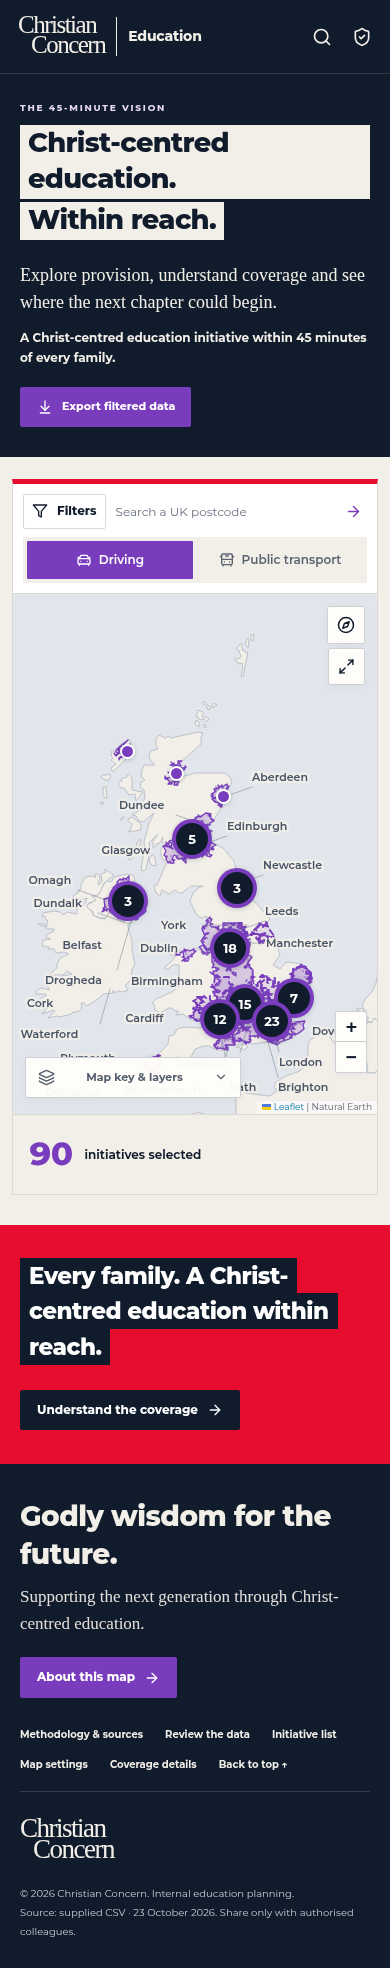 Christian
Concern
Education
THE 45-MINUTE VISION
Christ-centred
education.
Within reach.
Explore provision, understand coverage and see
where the next chapter could begin.
A Christ-centred education initiative within 45 minutes
of every family.
Export filtered data
Filters
Search a UK postcode
Driving
Public transport
Aberdeen
Dundee
Edinburgh
5
Glasgow
Newcastle
Omagh
3
Dundalk
3
Leeds
York
Manchester
Belfast
Dublin
18
Drogheda
Birmingham
7
Cork
15
Cardiff
12
23
Waterford
+
−
London
Map key & layers
Brighton
Leaflet | Natural Earth
90 initiatives selected
Every family. A Christ-
centred education within
reach.
Understand the coverage
Godly wisdom for the
future.
Supporting the next generation through Christ-
centred education.
About this map
Methodology & sources Review the data Initiative list
Map settings Coverage details Back to top ↑
Christian
Concern
© 2026 Christian Concern. Internal education planning.
Source: supplied CSV · 23 October 2026. Share only with authorised
colleagues.